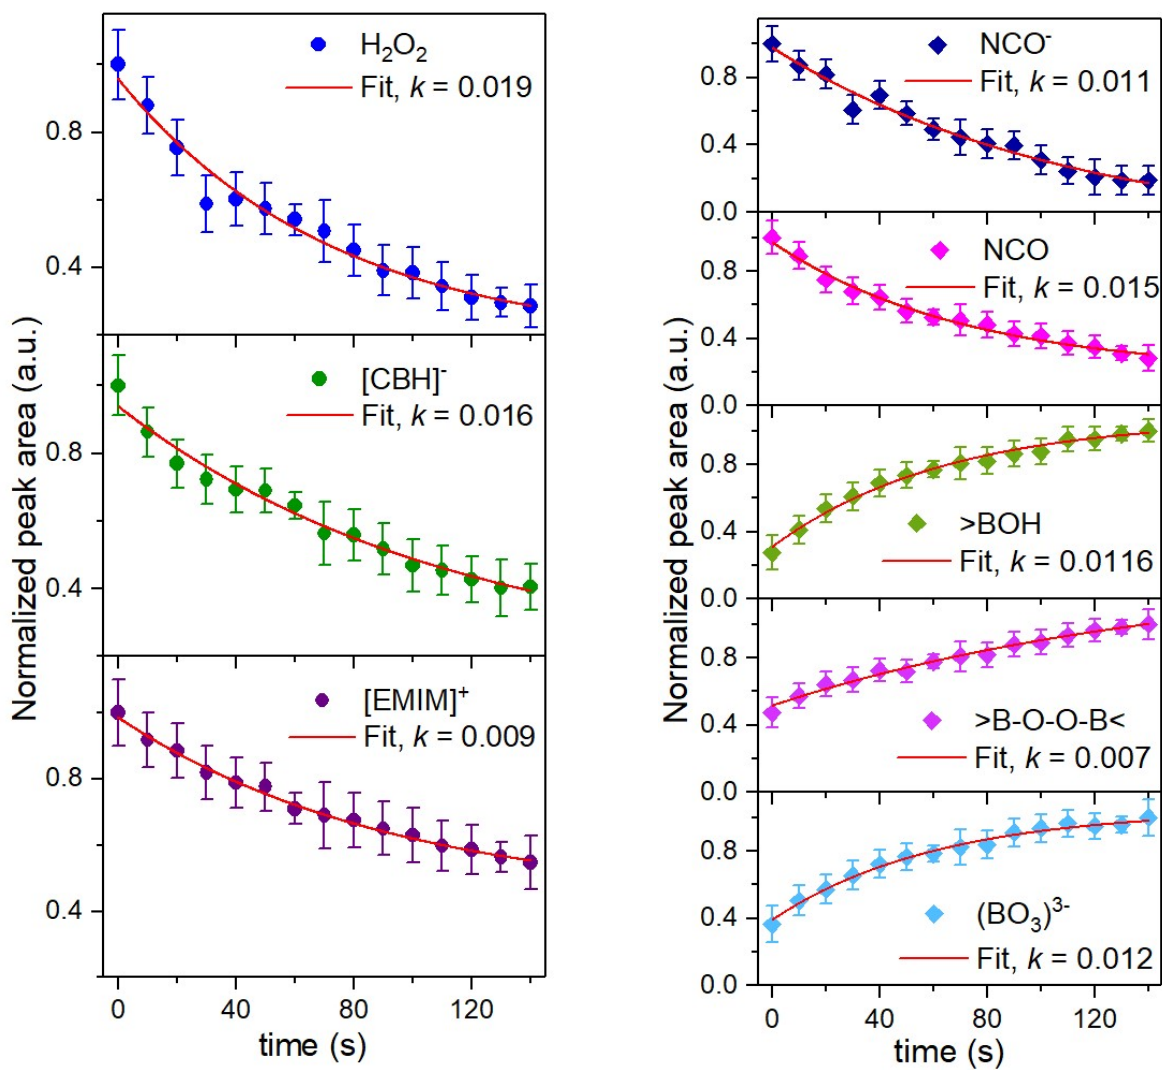 Normalized peak area (a.u.)
H₂O₂
Fit, k = 0.019
0.8
0.4
[CBH]⁻
Fit, k = 0.016
0.8
0.4
[EMIM]⁺
Fit, k = 0.009
0.8
0.4
0 40 80 120
time (s)
Normalized peak area (a.u.)
NCO⁻
Fit, k = 0.011
0.8
0.4
0.0
NCO
Fit, k = 0.015
0.8
0.4
0.0
0.8
>BOH
0.4
Fit, k = 0.0116
0.0
0.8
>B-O-O-B<
0.4
Fit, k = 0.007
0.0
0.8
(BO₃)³⁻
0.4
Fit, k = 0.012
0.0
0 40 80 120
time (s)